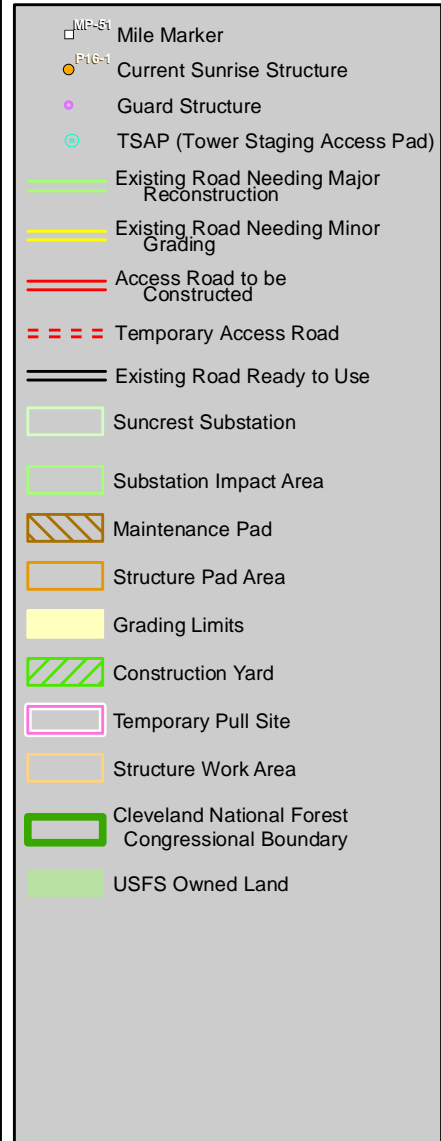 MP-51
Mile Marker
P16-1
Current Sunrise Structure
Guard Structure
TSAP (Tower Staging Access Pad)
Existing Road Needing Major
Reconstruction
Existing Road Needing Minor
Grading
Access Road to be
Constructed
Temporary Access Road
Existing Road Ready to Use
Suncrest Substation
Substation Impact Area
Maintenance Pad
Structure Pad Area
Grading Limits
Construction Yard
Temporary Pull Site
Structure Work Area
Cleveland National Forest
Congressional Boundary
USFS Owned Land